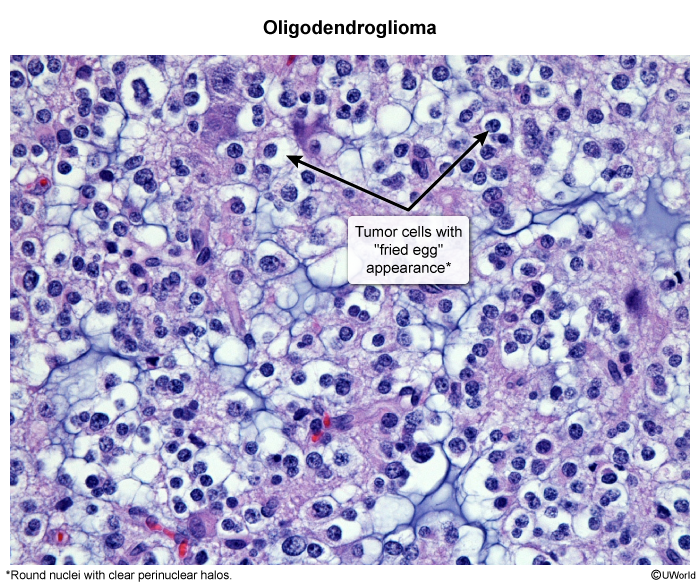 Oligodendroglioma
Tumor cells with
"fried egg"
appearance*
*Round nuclei with clear perinuclear halos.
©UWorld